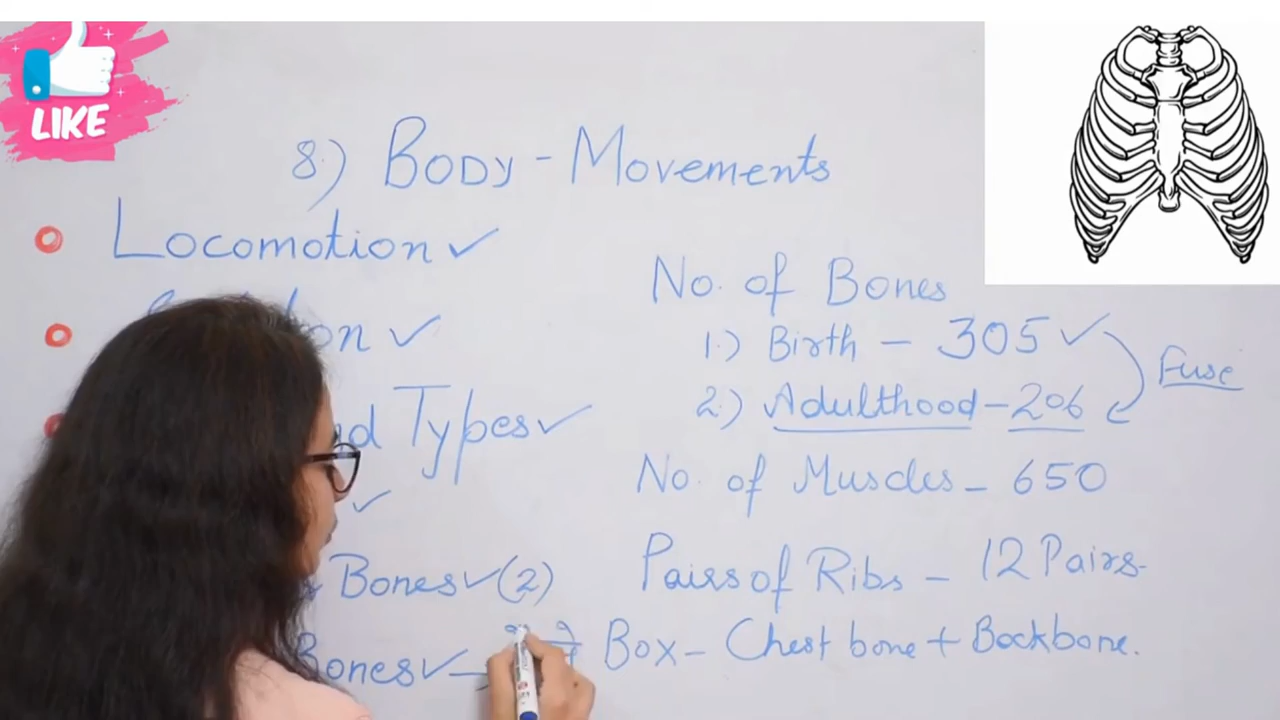 LIKE
8) BODY - Movements
Locomotion ✓
on ✓
d Types ✓
✓
Bones ✓ (2)
Bones ✓
No. of Bones
1.) Birth - 305 ✓
Fuse
2.) Adulthood - 206
No. of Muscles - 650
Pairs of Ribs - 12 Pairs.
Box - Chest bone + Backbone.